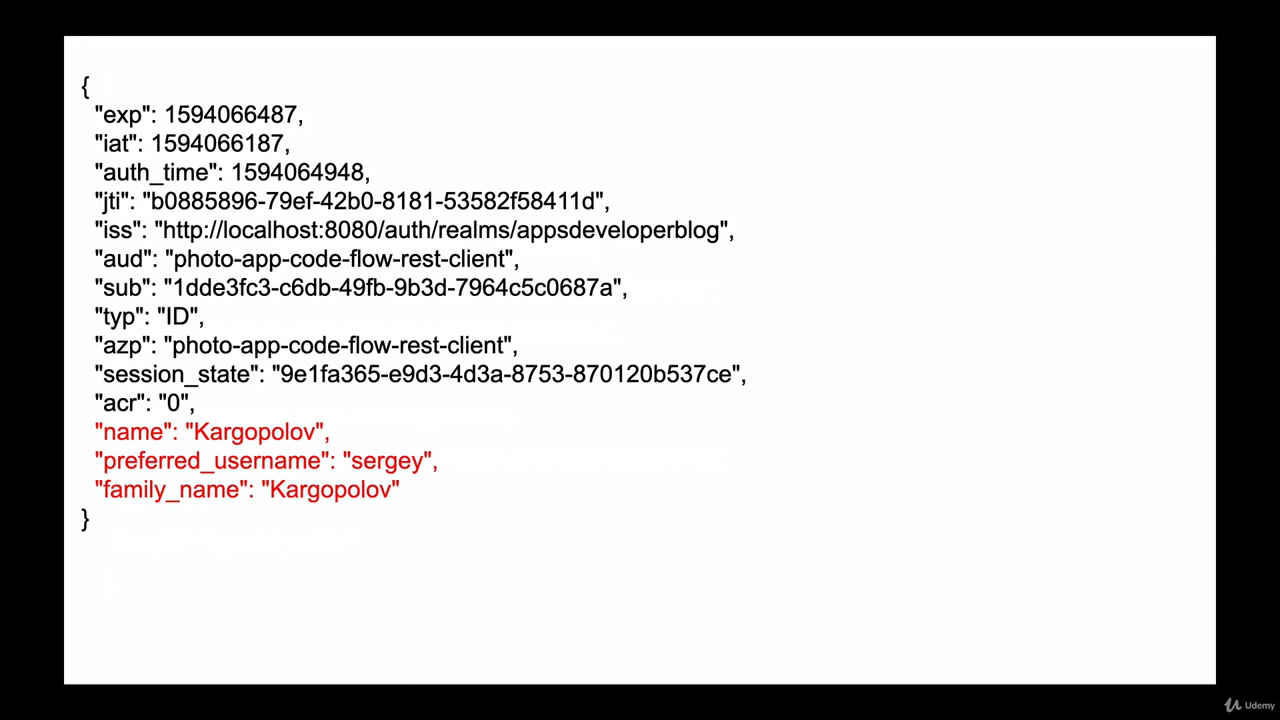 {
"exp": 1594066487,
"iat": 1594066187,
"auth_time": 1594064948,
"jti": "b0885896-79ef-42b0-8181-53582f58411d",
"iss": "http://localhost:8080/auth/realms/appsdeveloperblog",
"aud": "photo-app-code-flow-rest-client",
"sub": "1dde3fc3-c6db-49fb-9b3d-7964c5c0687a",
"typ": "ID",
"azp": "photo-app-code-flow-rest-client",
"session_state": "9e1fa365-e9d3-4d3a-8753-870120b537ce",
"acr": "0",
"name": "Kargopolov",
"preferred_username": "sergey",
"family_name": "Kargopolov"
}
Udemy